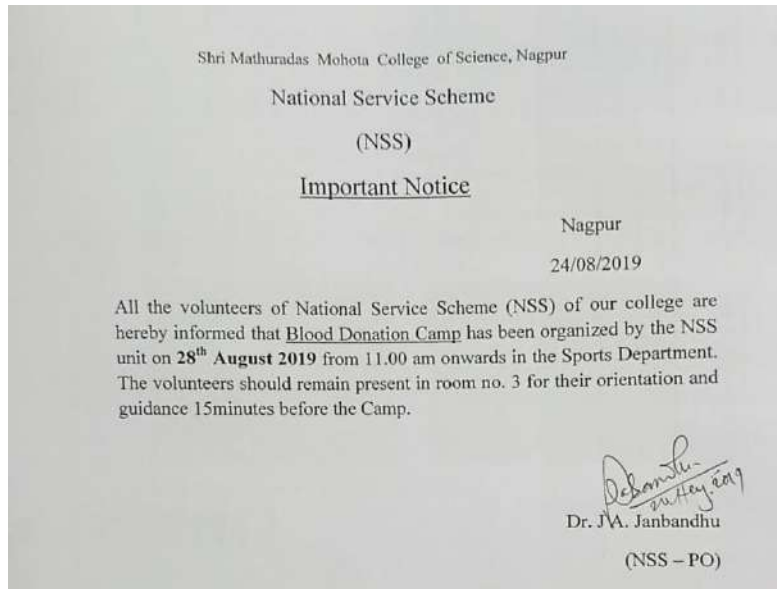 Shri Mathuradas Mohota College of Science, Nagpur
National Service Scheme
(NSS)
Important Notice
Nagpur
24/08/2019
All the volunteers of National Service Scheme (NSS) of our college are
hereby informed that Blood Donation Camp has been organized by the NSS
unit on 28th August 2019 from 11.00 am onwards in the Sports Department.
The volunteers should remain present in room no. 3 for their orientation and
guidance 15minutes before the Camp.
Dr. J.A. Janbandhu
(NSS – PO)